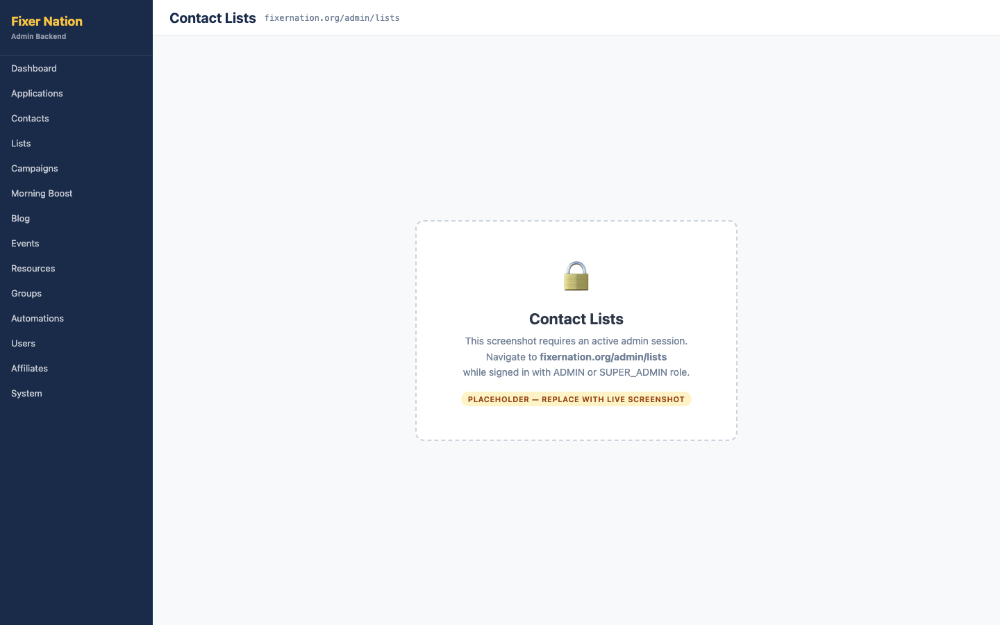 Fixer Nation
Admin Backend
Dashboard
Applications
Contacts
Lists
Campaigns
Morning Boost
Blog
Events
Resources
Groups
Automations
Users
Affiliates
System
Contact Lists fixernation.org/admin/lists
Contact Lists
This screenshot requires an active admin session.
Navigate to fixernation.org/admin/lists
while signed in with ADMIN or SUPER_ADMIN role.
PLACEHOLDER — REPLACE WITH LIVE SCREENSHOT